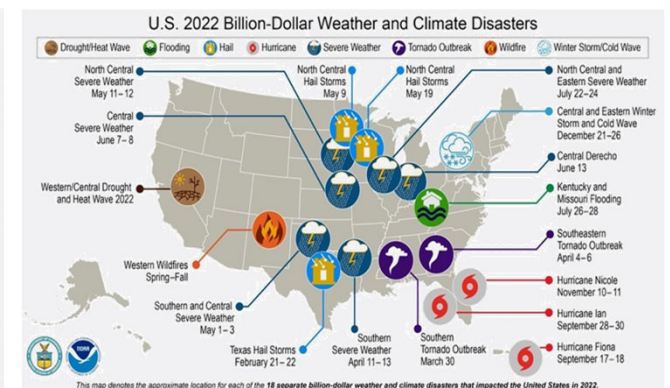 U.S. 2022 Billion-Dollar Weather and Climate Disasters
Drought/Heat Wave
Flooding
Hail
Hurricane
Severe Weather
Tornado Outbreak
Wildfire
Winter Storm/Cold Wave
North Central
Severe Weather
May 11–12
North Central
Hail Storms
May 9
North Central
Hail Storms
May 19
North Central and
Eastern Severe Weather
July 22–24
Central
Severe Weather
June 7–8
Central and Eastern Winter
Storm and Cold Wave
December 21–26
Central Derecho
June 13
Western/Central Drought
and Heat Wave 2022
Kentucky and
Missouri Flooding
July 26–28
Southeastern
Tornado Outbreak
April 4–6
Western Wildfires
Spring–Fall
Hurricane Nicole
November 10–11
Southern and Central
Severe Weather
May 1–3
Hurricane Ian
September 28–30
Texas Hail Storms
February 21–22
Southern
Severe Weather
April 11–13
Southern
Tornado Outbreak
March 30
Hurricane Fiona
September 17–18
NOAA
This map denotes the approximate location for each of the 18 separate billion-dollar weather and climate disasters that impacted the United States in 2022.